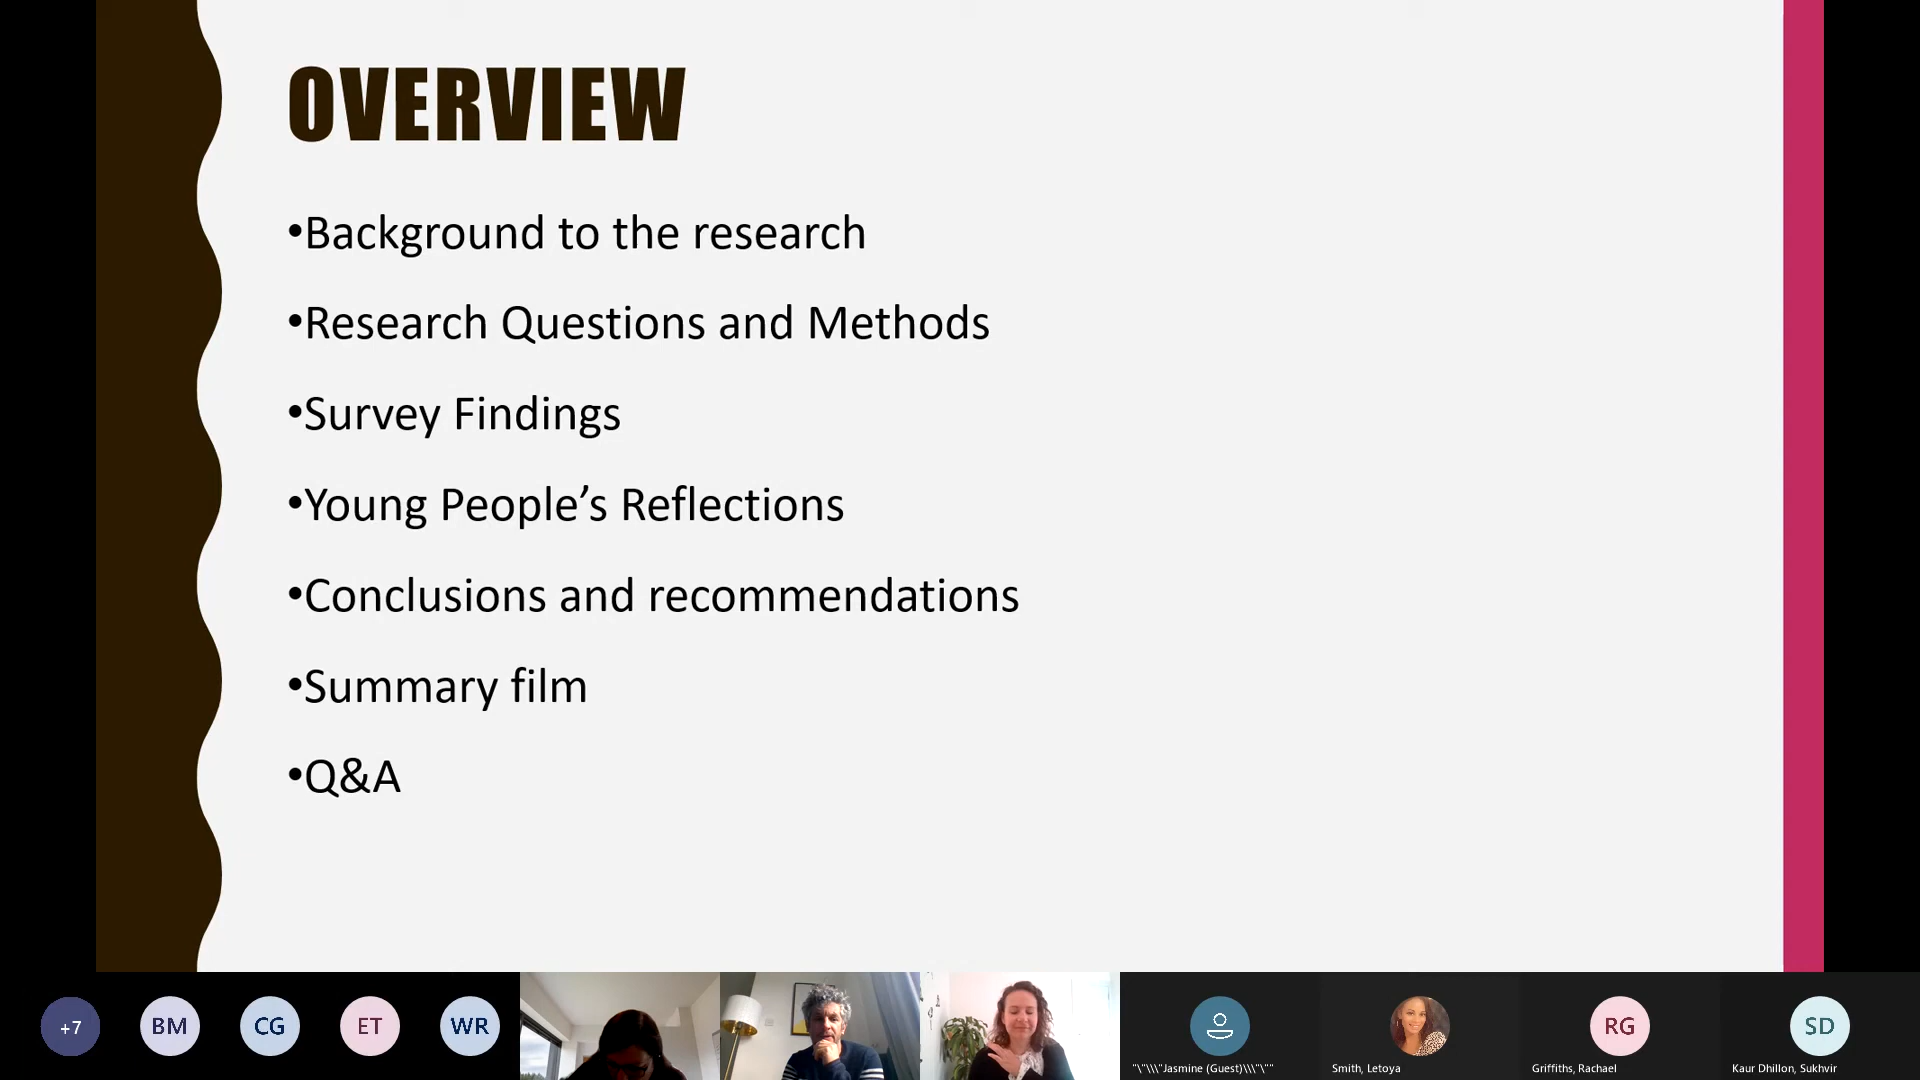 OVERVIEW
•Background to the research
•Research Questions and Methods
•Survey Findings
•Young People’s Reflections
•Conclusions and recommendations
•Summary film
•Q&A
+7
BM
CG
ET
WR
RG
SD
"\"\\\"Jasmine (Guest)\\\"\""
Smith, Letoya
Griffiths, Rachael
Kaur Dhillon, Sukhvir